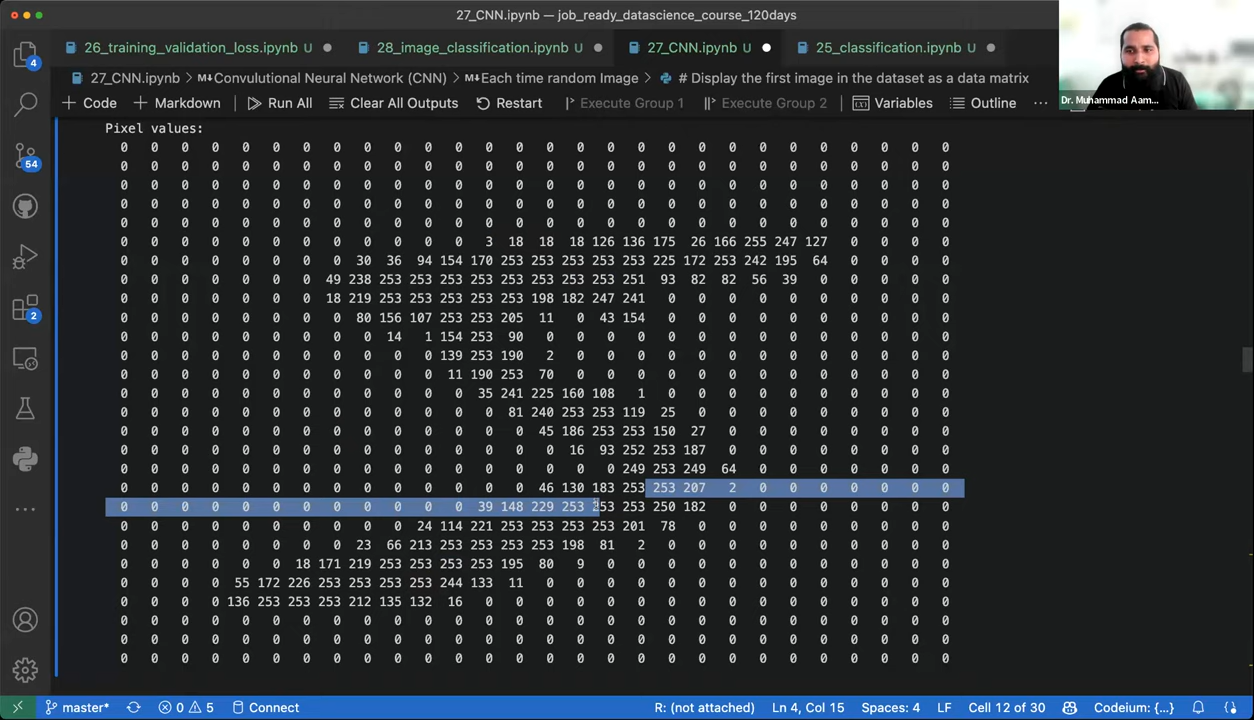 27_CNN.ipynb — job_ready_datascience_course_120days
26_training_validation_loss.ipynb U 28_image_classification.ipynb U 27_CNN.ipynb U 25_classification.ipynb U
27_CNN.ipynb > M↓Convulutional Neural Network (CNN) > M↓Each time random Image > # Display the first image in the dataset as a data matrix
+ Code + Markdown Run All Clear All Outputs Restart Execute Group 1 Execute Group 2 Variables Outline ...
Dr. Muhammad Aam...
4
54
2
Pixel values:
0 0 0 0 0 0 0 0 0 0 0 0 0 0 0 0 0 0 0 0 0 0 0 0 0 0 0 0
0 0 0 0 0 0 0 0 0 0 0 0 0 0 0 0 0 0 0 0 0 0 0 0 0 0 0 0
0 0 0 0 0 0 0 0 0 0 0 0 0 0 0 0 0 0 0 0 0 0 0 0 0 0 0 0
0 0 0 0 0 0 0 0 0 0 0 0 0 0 0 0 0 0 0 0 0 0 0 0 0 0 0 0
0 0 0 0 0 0 0 0 0 0 0 0 0 0 0 0 0 0 0 0 0 0 0 0 0 0 0 0
0 0 0 0 0 0 0 0 0 0 0 0 3 18 18 18 126 136 175 26 166 255 247 127 0 0 0 0
0 0 0 0 0 0 0 0 30 36 94 154 170 253 253 253 253 253 225 172 253 242 195 64 0 0 0 0
0 0 0 0 0 0 0 49 238 253 253 253 253 253 253 253 253 251 93 82 82 56 39 0 0 0 0 0
0 0 0 0 0 0 0 18 219 253 253 253 253 253 198 182 247 241 0 0 0 0 0 0 0 0 0 0
0 0 0 0 0 0 0 0 80 156 107 253 253 205 11 0 43 154 0 0 0 0 0 0 0 0 0 0
0 0 0 0 0 0 0 0 0 14 1 154 253 90 0 0 0 0 0 0 0 0 0 0 0 0 0 0
0 0 0 0 0 0 0 0 0 0 0 139 253 190 2 0 0 0 0 0 0 0 0 0 0 0 0 0
0 0 0 0 0 0 0 0 0 0 0 11 190 253 70 0 0 0 0 0 0 0 0 0 0 0 0 0
0 0 0 0 0 0 0 0 0 0 0 0 35 241 225 160 108 1 0 0 0 0 0 0 0 0 0 0
0 0 0 0 0 0 0 0 0 0 0 0 0 81 240 253 253 119 25 0 0 0 0 0 0 0 0 0
0 0 0 0 0 0 0 0 0 0 0 0 0 0 45 186 253 253 150 27 0 0 0 0 0 0 0 0
0 0 0 0 0 0 0 0 0 0 0 0 0 0 0 16 93 252 253 187 0 0 0 0 0 0 0 0
0 0 0 0 0 0 0 0 0 0 0 0 0 0 0 0 0 249 253 249 64 0 0 0 0 0 0 0
0 0 0 0 0 0 0 0 0 0 0 0 0 0 46 130 183 253 253 207 2 0 0 0 0 0 0 0
0 0 0 0 0 0 0 0 0 0 0 0 39 148 229 253 253 253 250 182 0 0 0 0 0 0 0 0
0 0 0 0 0 0 0 0 0 0 24 114 221 253 253 253 253 201 78 0 0 0 0 0 0 0 0 0
0 0 0 0 0 0 0 0 23 66 213 253 253 253 253 198 81 2 0 0 0 0 0 0 0 0 0 0
0 0 0 0 0 0 18 171 219 253 253 253 253 195 80 9 0 0 0 0 0 0 0 0 0 0 0 0
0 0 0 0 55 172 226 253 253 253 253 244 133 11 0 0 0 0 0 0 0 0 0 0 0 0 0 0
0 0 0 0 136 253 253 253 212 135 132 16 0 0 0 0 0 0 0 0 0 0 0 0 0 0 0 0
0 0 0 0 0 0 0 0 0 0 0 0 0 0 0 0 0 0 0 0 0 0 0 0 0 0 0 0
0 0 0 0 0 0 0 0 0 0 0 0 0 0 0 0 0 0 0 0 0 0 0 0 0 0 0 0
0 0 0 0 0 0 0 0 0 0 0 0 0 0 0 0 0 0 0 0 0 0 0 0 0 0 0 0
master* 0 5 Connect R: (not attached) Ln 4, Col 15 Spaces: 4 LF Cell 12 of 30 Codeium: {...}